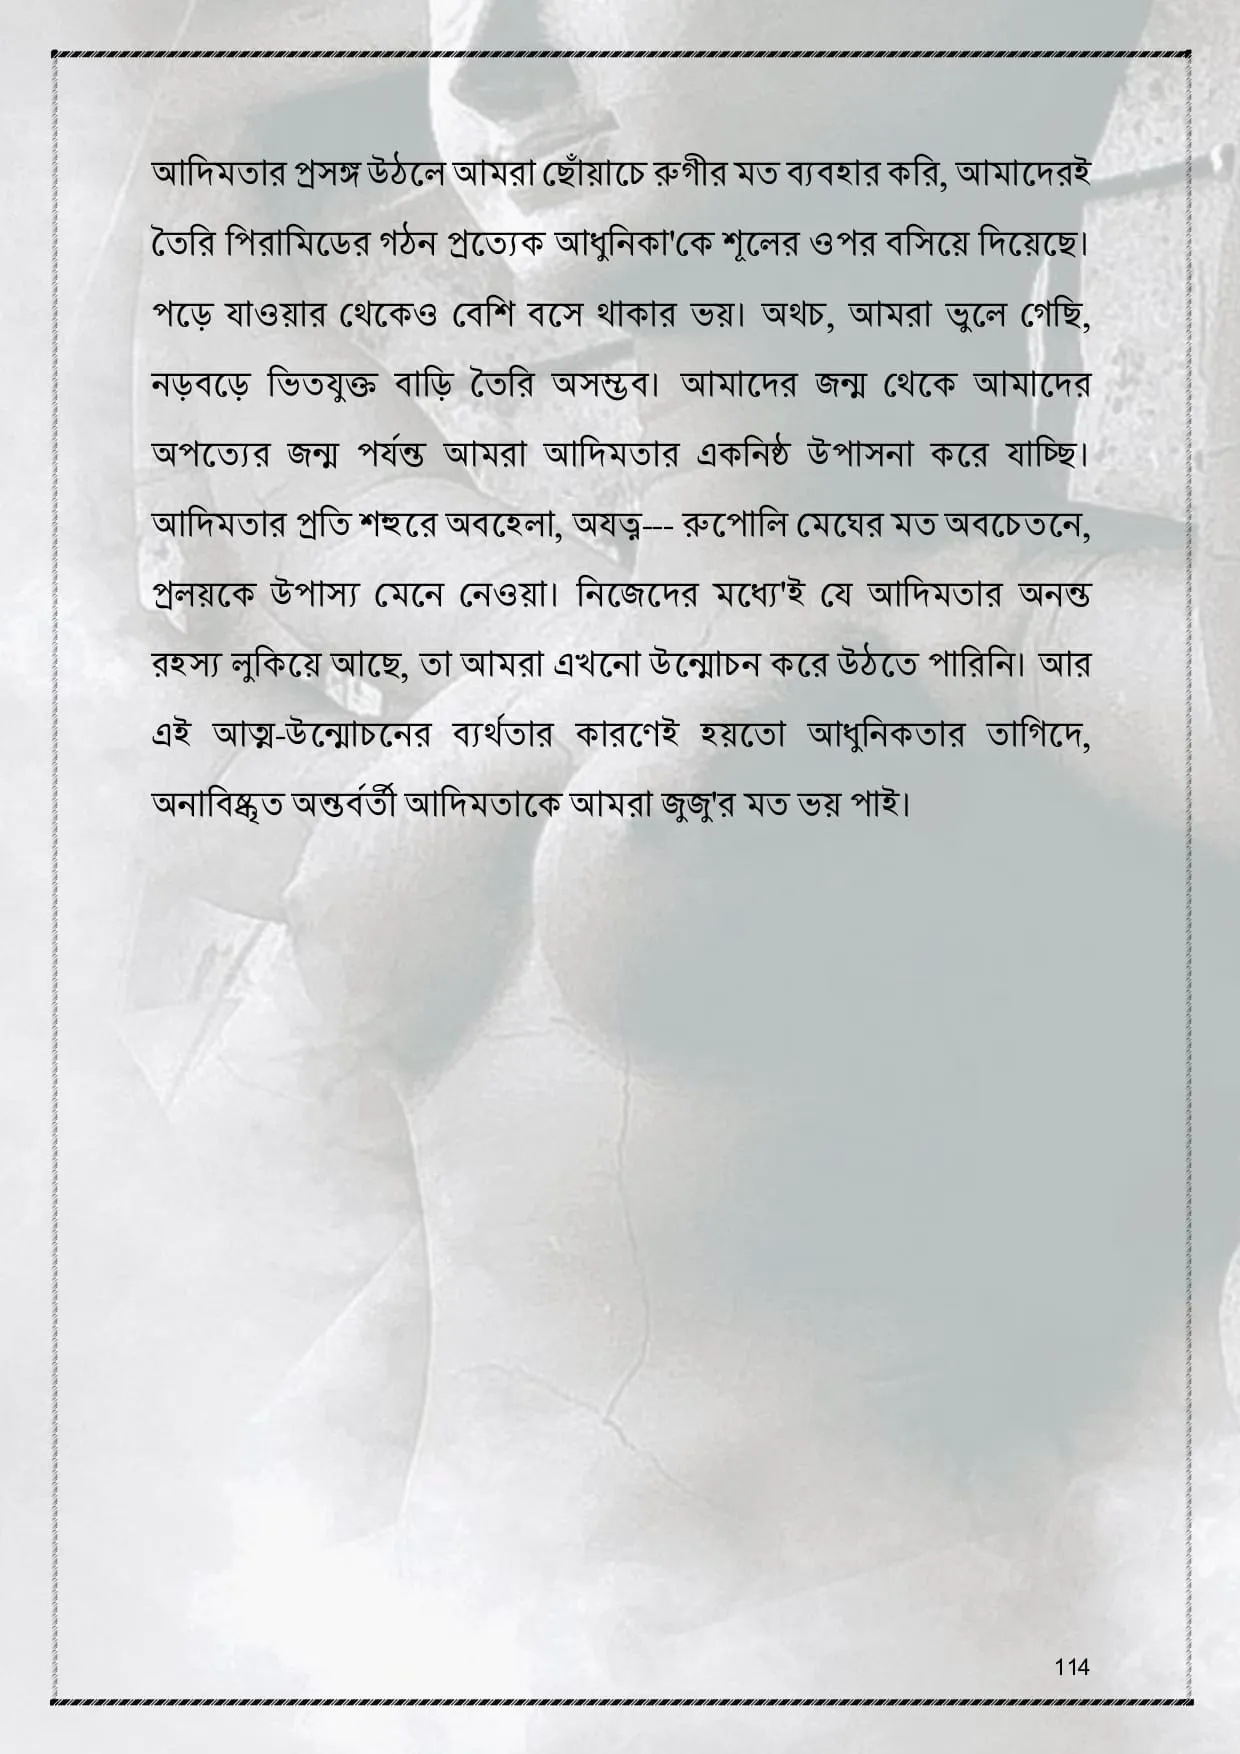 আদিমতার প্রসঙ্গ উঠলে আমরা ছোঁয়াচে রুগীর মত ব্যবহার করি, আমাদেরই
তৈরি পিরামিডের গঠন প্রত্যেক আধুনিকা'কে শূলের ওপর বসিয়ে দিয়েছে।
পড়ে যাওয়ার থেকেও বেশি বসে থাকার ভয়। অথচ, আমরা ভুলে গেছি,
নড়বড়ে ভিতযুক্ত বাড়ি তৈরি অসম্ভব। আমাদের জন্ম থেকে আমাদের
অপত্যের জন্ম পর্যন্ত আমরা আদিমতার একনিষ্ঠ উপাসনা করে যাচ্ছি।
আদিমতার প্রতি শহুরে অবহেলা, অযত্ন--- রুপোলি মেঘের মত অবচেতনে,
প্রলয়কে উপাস্য মেনে নেওয়া। নিজেদের মধ্যে'ই যে আদিমতার অনন্ত
রহস্য লুকিয়ে আছে, তা আমরা এখনো উন্মোচন করে উঠতে পারিনি। আর
এই আত্ম-উন্মোচনের ব্যর্থতার কারণেই হয়তো আধুনিকতার তাগিদে,
অনাবিষ্কৃত অন্তর্বর্তী আদিমতাকে আমরা জুজু'র মত ভয় পাই।
114